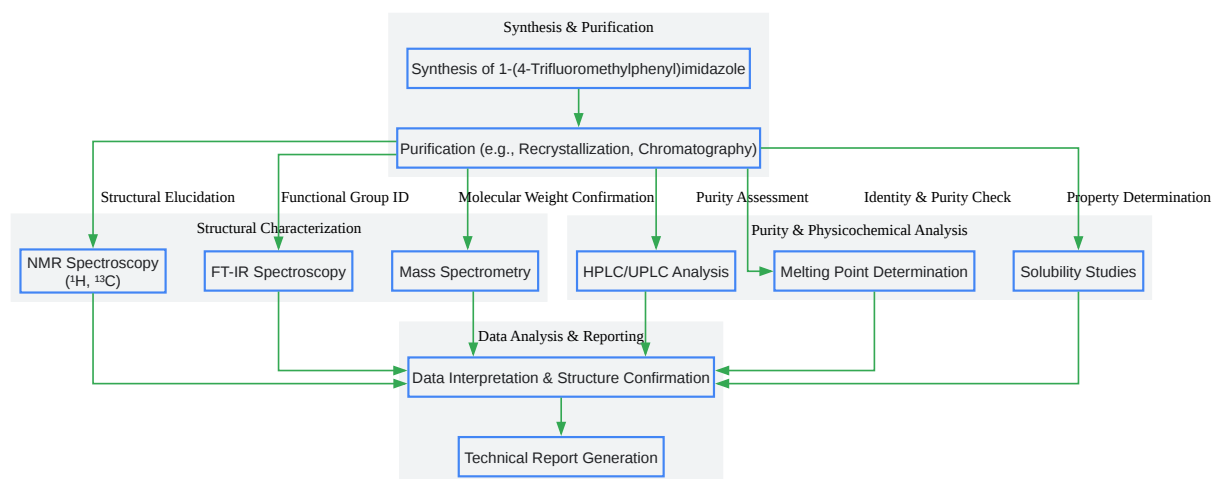 Synthesis & Purification
Synthesis of 1-(4-Trifluoromethylphenyl)imidazole
Purification (e.g., Recrystallization, Chromatography)
Structural Elucidation
Functional Group ID
Molecular Weight Confirmation
Purity Assessment
Identity & Purity Check
Property Determination
Structural Characterization
Purity & Physicochemical Analysis
NMR Spectroscopy
(¹H, ¹³C)
FT-IR Spectroscopy
Mass Spectrometry
HPLC/UPLC Analysis
Melting Point Determination
Solubility Studies
Data Analysis & Reporting
Data Interpretation & Structure Confirmation
Technical Report Generation